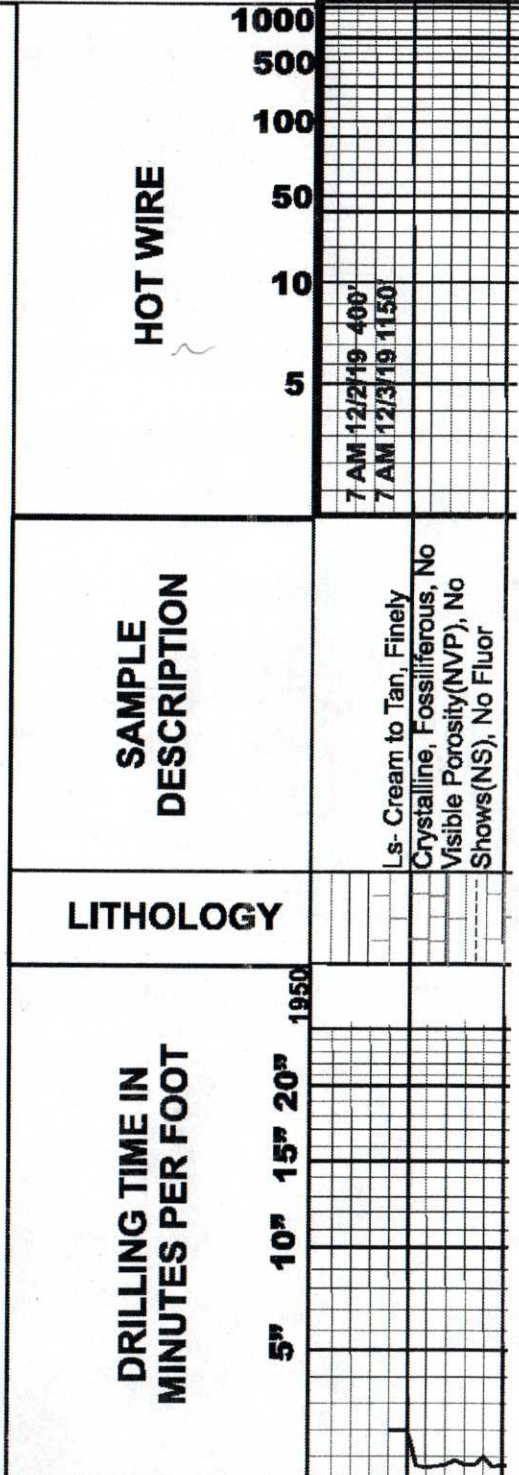 DRILLING TIME IN
MINUTES PER FOOT
5" 10" 15" 20"
LITHOLOGY
SAMPLE
DESCRIPTION
HOT WIRE
5 10 50 100 500 1000
1950
Ls- Cream to Tan, Finely
Crystalline, Fossiliferous, No
Visible Porosity(NVP), No
Shows(NS), No Fluor
7 AM 12/2/19 400'
7 AM 12/3/19 1150'